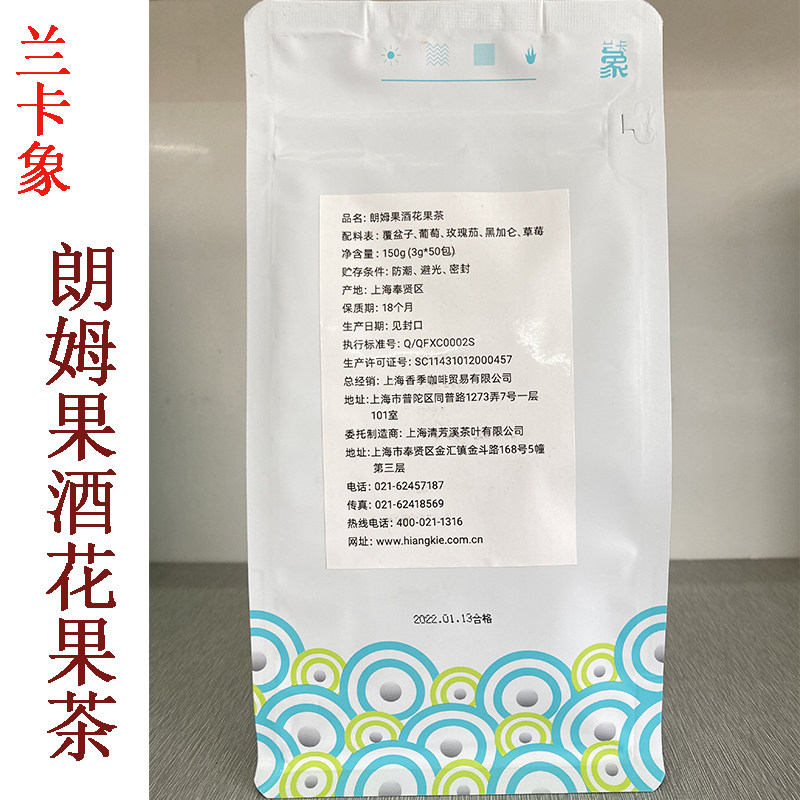 兰卡象
朗姆果酒花果茶
兰卡
象
品名: 朗姆果酒花果茶
配料表: 覆盆子、葡萄、玫瑰茄、黑加仑、草莓
净含量: 150g (3g*50包)
贮存条件: 防潮、避光、密封
产地: 上海奉贤区
保质期: 18个月
生产日期: 见封口
执行标准号: Q/QFXC0002S
生产许可证号: SC11431012000457
总经销: 上海香季咖啡贸易有限公司
地址: 上海市普陀区同普路1273弄7号一层
101室
委托制造商: 上海清芳溪茶叶有限公司
地址: 上海市奉贤区金汇镇金斗路168号5幢
第三层
电话: 021-62457187
传真: 021-62418569
热线电话: 400-021-1316
网址: www.hiangkie.com.cn
2022.01.13合格